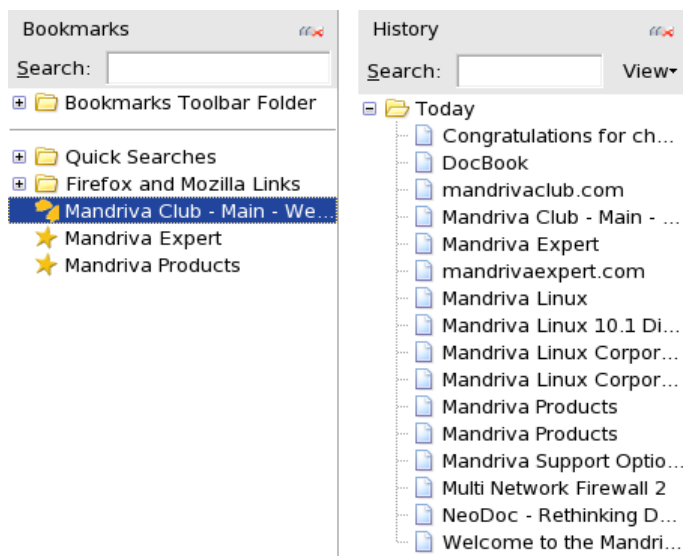 Bookmarks
Search:
Bookmarks Toolbar Folder
Quick Searches
Firefox and Mozilla Links
Mandriva Club - Main - We...
Mandriva Expert
Mandriva Products
History
Search:
View
Today
Congratulations for ch...
DocBook
mandrivaclub.com
Mandriva Club - Main - ...
Mandriva Expert
mandrivaexpert.com
Mandriva Linux
Mandriva Linux 10.1 Di...
Mandriva Linux Corpor...
Mandriva Linux Corpor...
Mandriva Products
Mandriva Products
Mandriva Support Optio...
Multi Network Firewall 2
NeoDoc - Rethinking D...
Welcome to the Mandri...